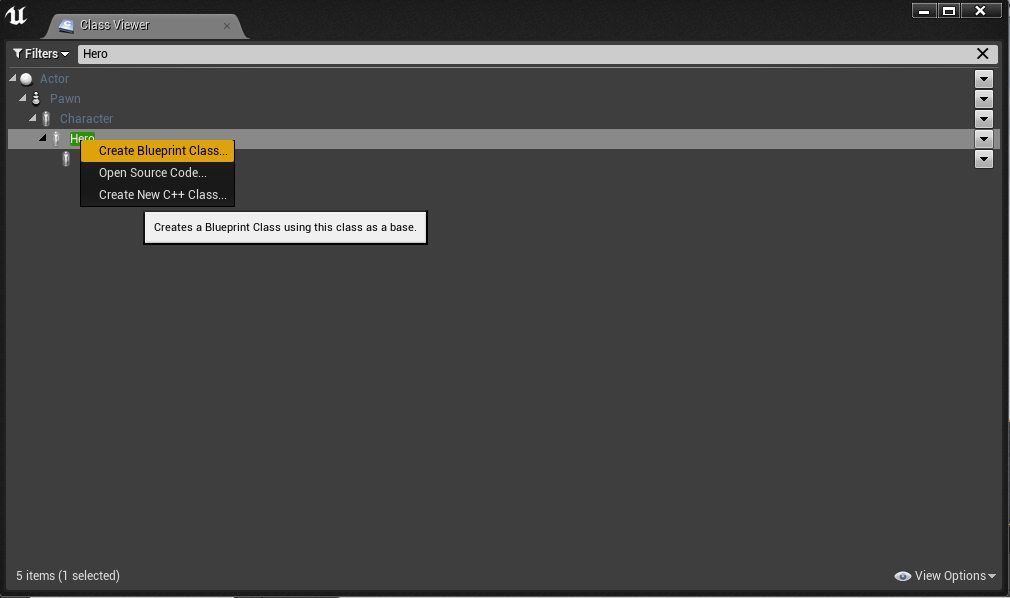 Class Viewer
Filters
Hero
Actor
Pawn
Character
Hero
Create Blueprint Class...
Open Source Code...
Create New C++ Class...
Creates a Blueprint Class using this class as a base.
5 items (1 selected)
View Options